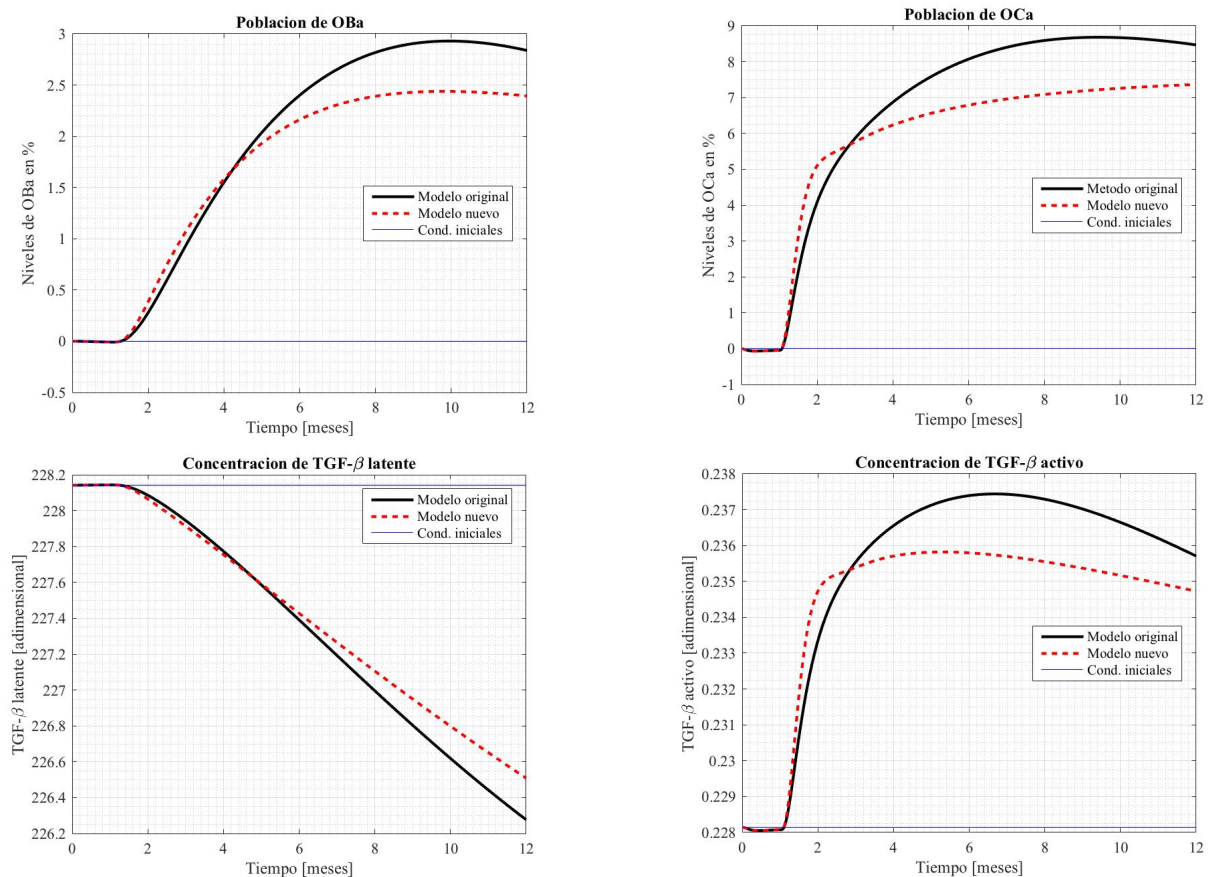 Poblacion de OBa
3
2.5
2
1.5
1
0.5
0
-0.5
Niveles de OBa en %
Modelo original
Modelo nuevo
Cond. iniciales
0 2 4 6 8 10 12
Tiempo [meses]
Poblacion de OCa
9
8
7
6
5
4
3
2
1
0
-1
Niveles de OCa en %
Metodo original
Modelo nuevo
Cond. iniciales
0 2 4 6 8 10 12
Tiempo [meses]
Concentracion de TGF-β latente
228.2
228
227.8
227.6
227.4
227.2
227
226.8
226.6
226.4
226.2
TGF-β latente [adimensional]
Modelo original
Modelo nuevo
Cond. iniciales
0 2 4 6 8 10 12
Tiempo [meses]
Concentracion de TGF-β activo
0.238
0.237
0.236
0.235
0.234
0.233
0.232
0.231
0.23
0.229
0.228
TGF-β activo [adimensional]
Modelo original
Modelo nuevo
Cond. iniciales
0 2 4 6 8 10 12
Tiempo [meses]